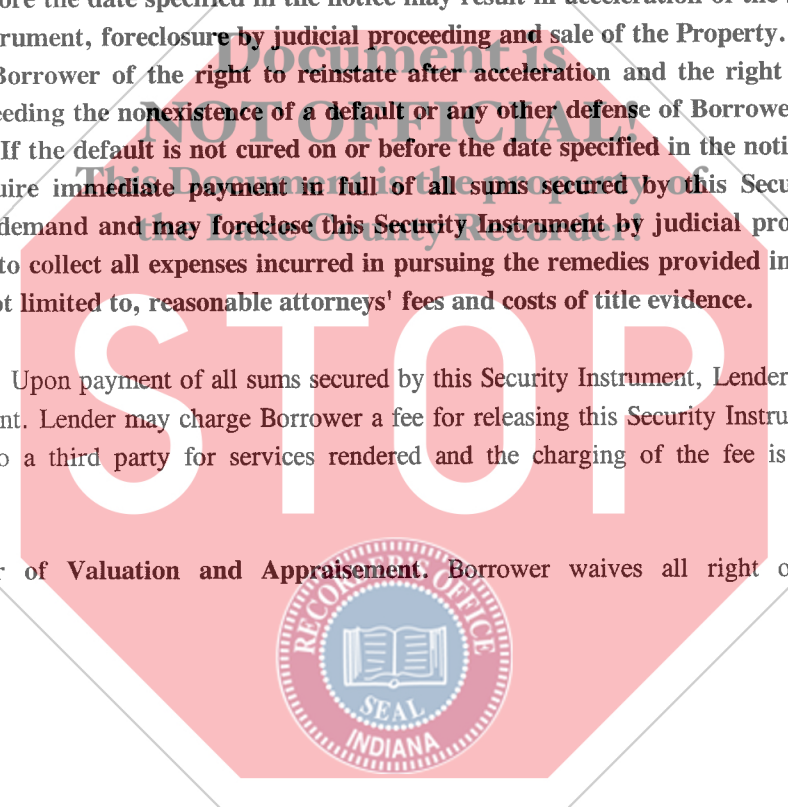 ore the date specified in the notice may result in acceleration of the
rument, foreclosure by judicial proceeding and sale of the Property.
Borrower of the right to reinstate after acceleration and the right
eeding the nonexistence of a default or any other defense of Borrowe
If the default is not cured on or before the date specified in the noti
uire immediate payment in full of all sums secured by this Secu
demand and may foreclose this Security Instrument by judicial pro
to collect all expenses incurred in pursuing the remedies provided in
ot limited to, reasonable attorneys' fees and costs of title evidence.
Upon payment of all sums secured by this Security Instrument, Lender
nt. Lender may charge Borrower a fee for releasing this Security Instru
o a third party for services rendered and the charging of the fee is
r of Valuation and Appraisement. Borrower waives all right o
Document is
NOT OFFICIAL!
This Document is the property of
the Lake County Recorder!
STOP
RECORDER'S OFFICE
SEAL
INDIANA